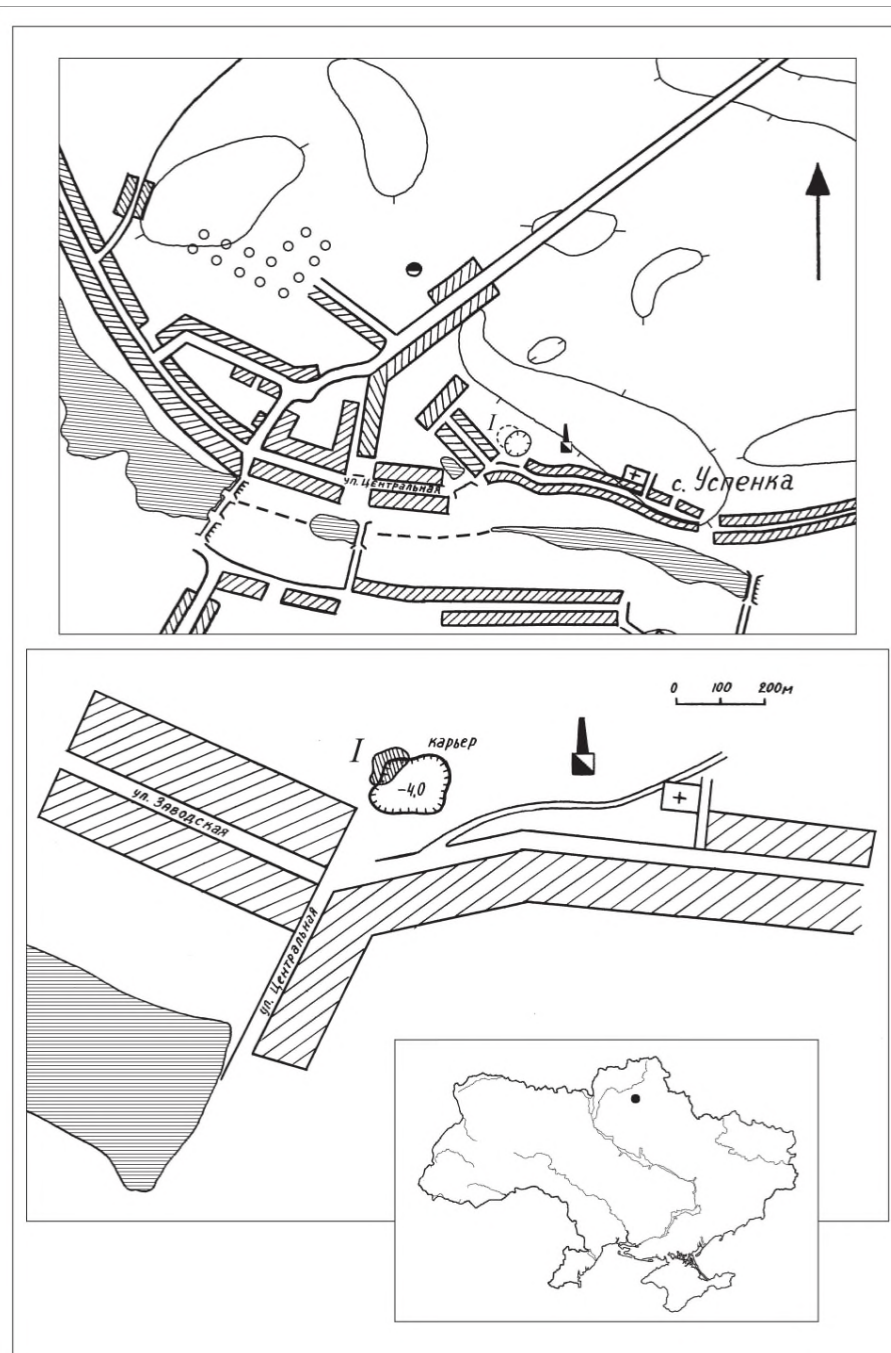 I
ул. Центральная
с. Успенка
0 100 200м
I
карьер
-4,0
ул. Заводская
ул. Центральная